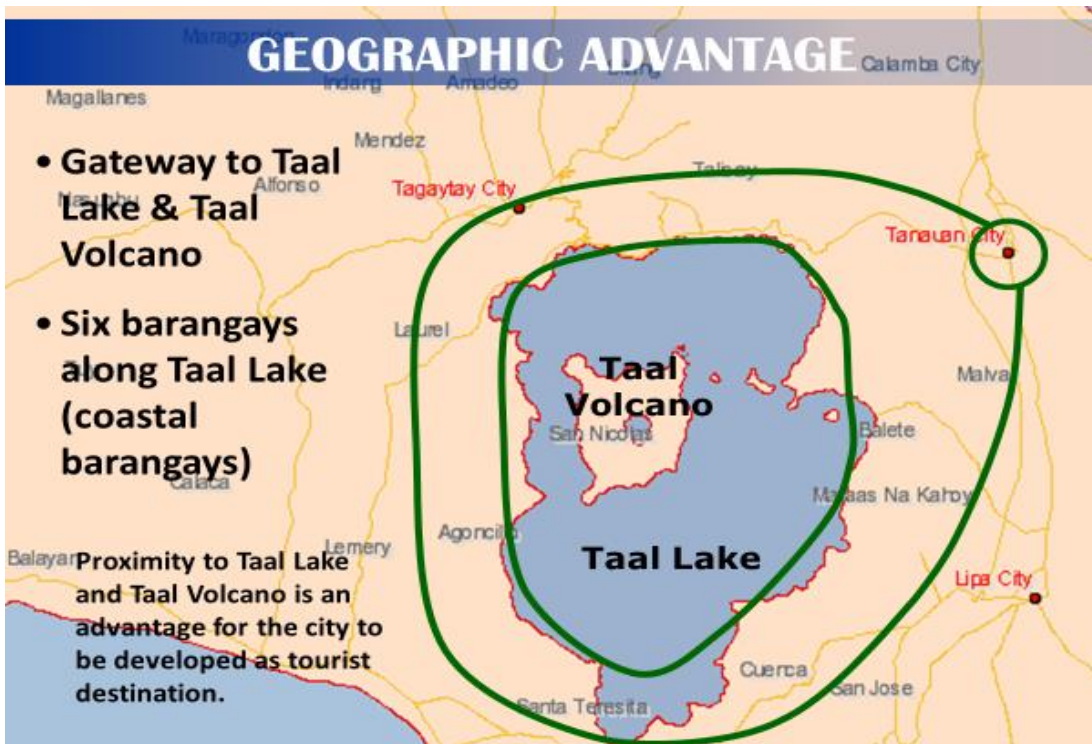 GEOGRAPHIC ADVANTAGE
Calamba City
Indang
Amadeo
Magallanes
Mendez
• Gateway to Taal
Lake & Taal
Volcano
Alfonso
Talisay
Tagaytay City
Tanauan City
• Six barangays
along Taal Lake
(coastal
barangays)
Laurel
Taal
Volcano
San Nicolas
Malva
Balete
Calaca
Mataas Na Kahoy
Agoncillo
Lemery
Taal Lake
Balayan
Lipa City
Proximity to Taal Lake
and Taal Volcano is an
advantage for the city to
be developed as tourist
destination.
Cuenca
San Jose
Santa Teresita